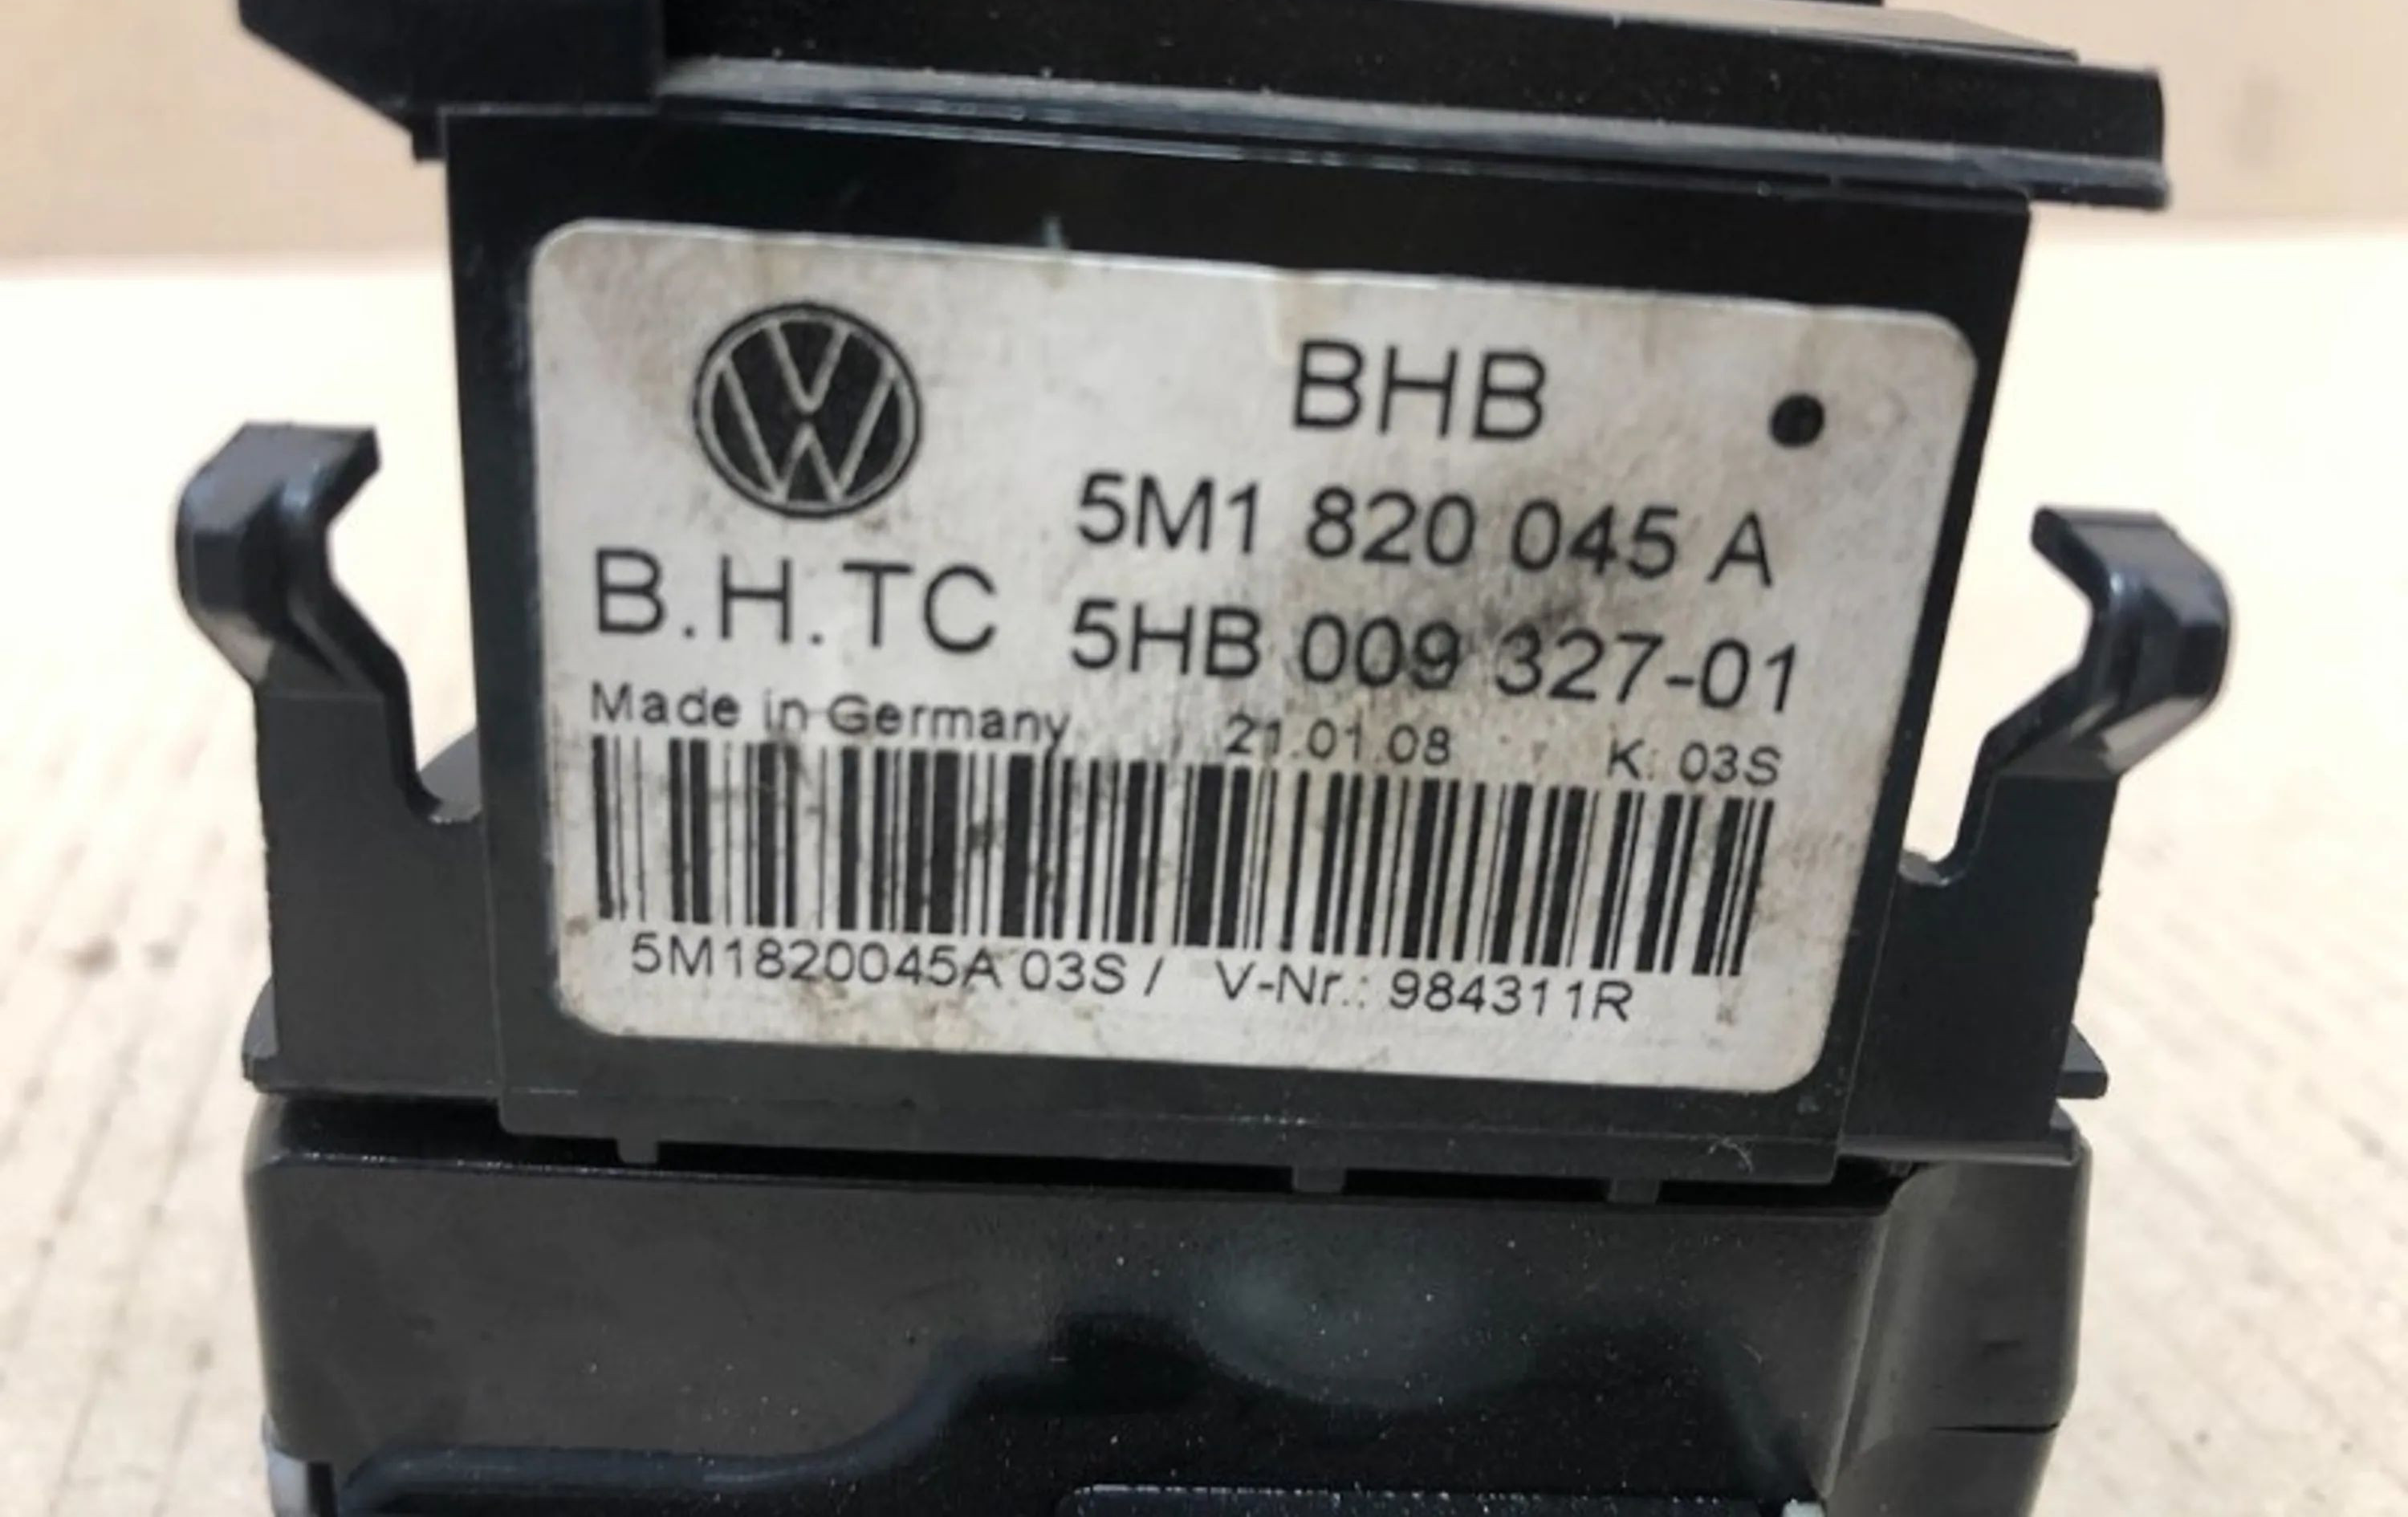 BHB
5M1 820 045 A
B.H.TC 5HB 009 327-01
Made in Germany 21.01.08 K: 03S
5M1820045A 03S / V-Nr.: 984311R